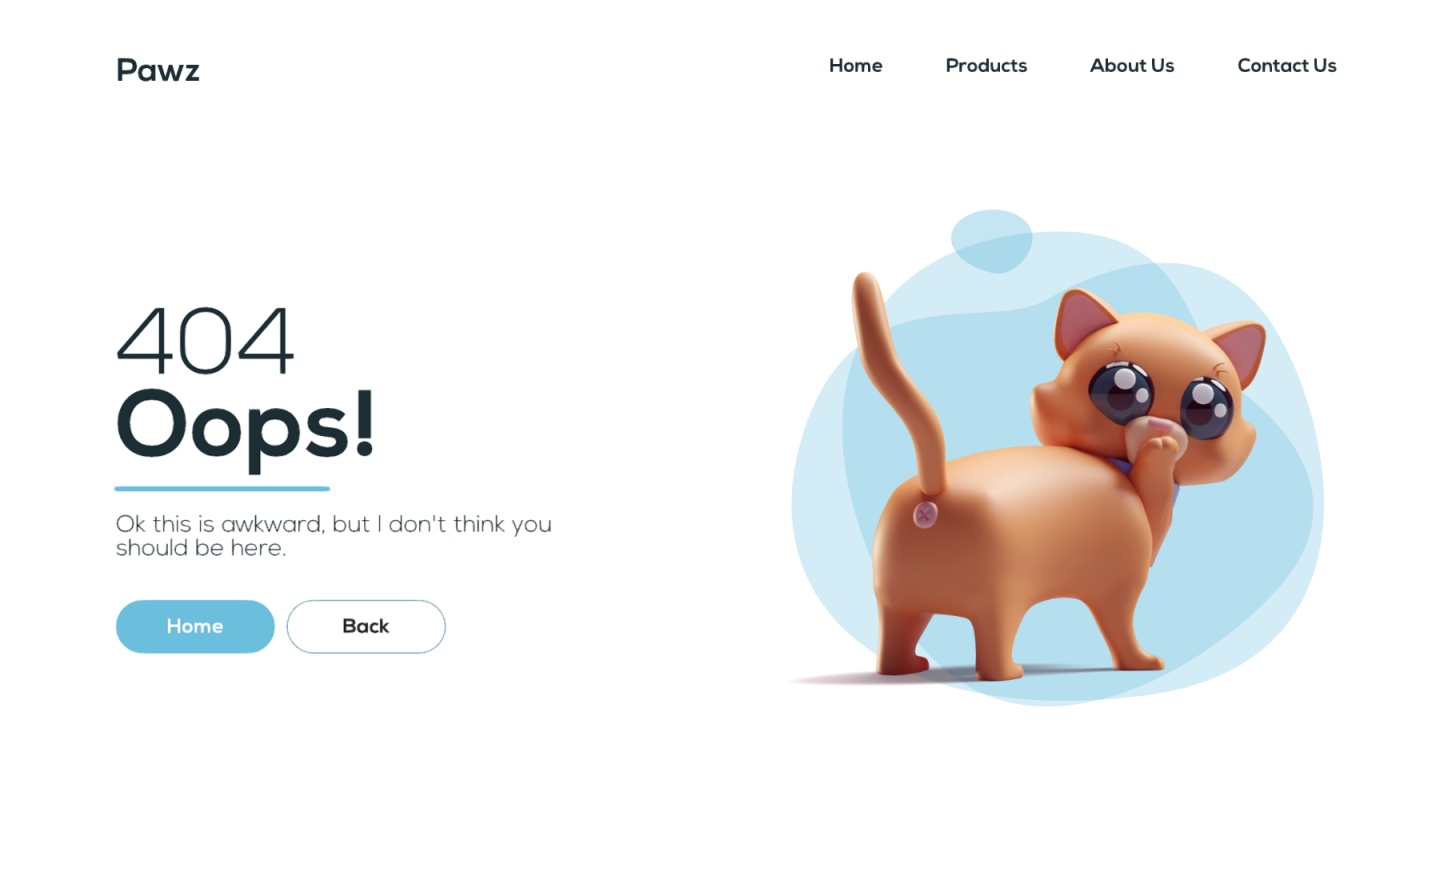 Pawz
Home
Products
About Us
Contact Us
404
Oops!
Ok this is awkward, but I don't think you
should be here.
Home
Back